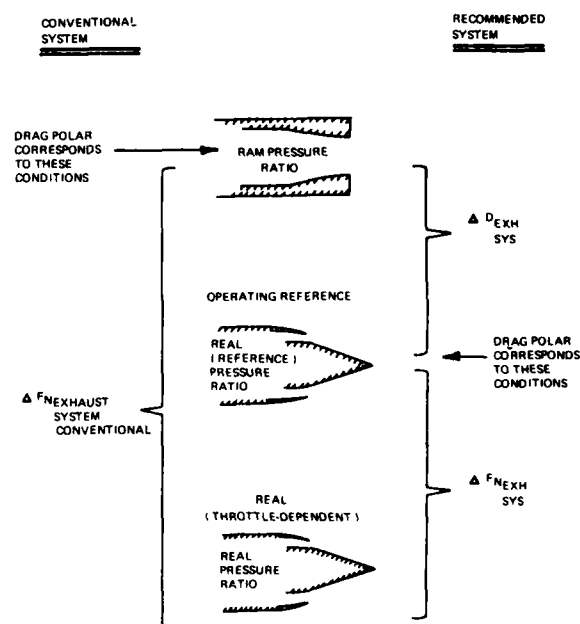 CONVENTIONAL
SYSTEM
RECOMMENDED
SYSTEM
DRAG POLAR
CORRESPONDS
TO THESE
CONDITIONS
RAM PRESSURE
RATIO
Δ D EXH
SYS
OPERATING REFERENCE
REAL
(REFERENCE)
PRESSURE
RATIO
DRAG POLAR
CORRESPONDS
TO THESE
CONDITIONS
Δ FN EXHAUST
SYSTEM
CONVENTIONAL
REAL
(THROTTLE-DEPENDENT)
Δ FN EXH
SYS
REAL
PRESSURE
RATIO